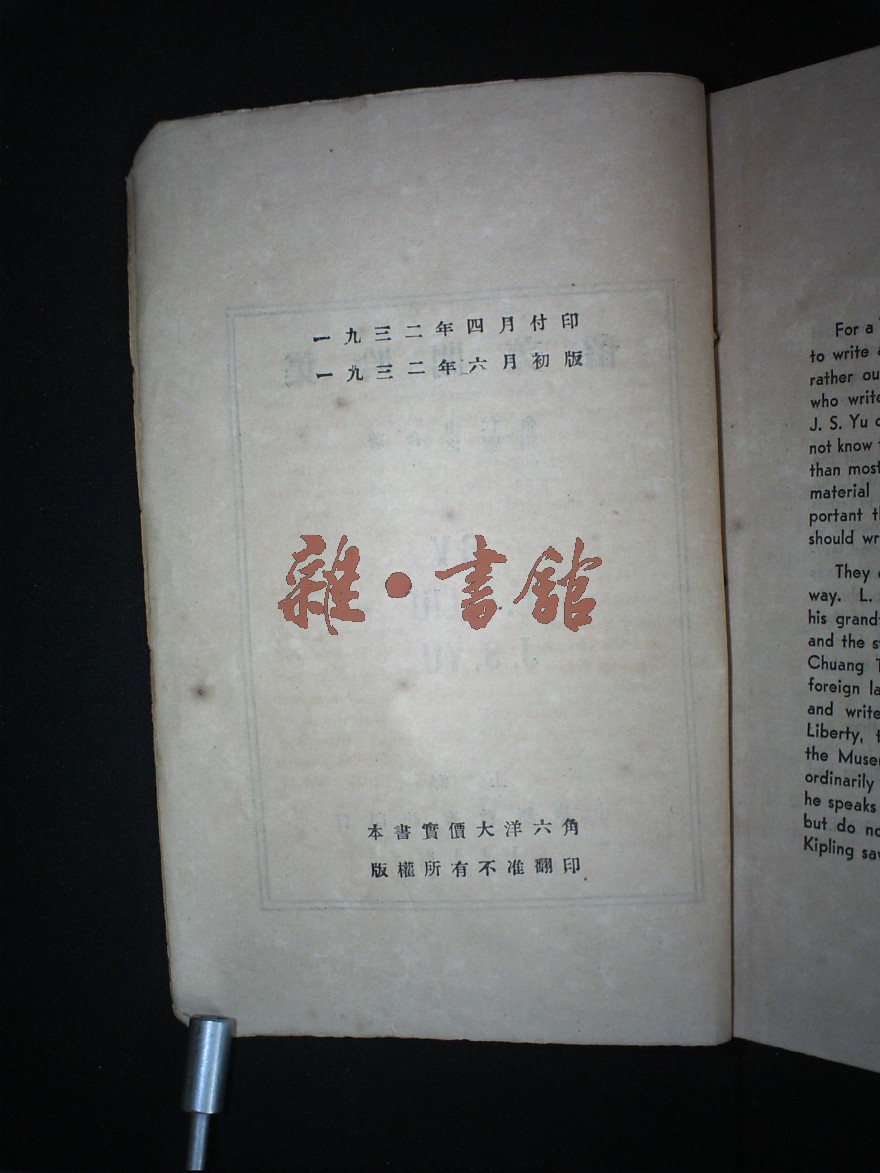 一九三二年四月付印
一九三二年六月初版
雜·書館
本書實價大洋六角
版權所有不准翻印
J. S. YU
For a
to write
rather ou
who write
J. S. Yu
not know
than most
material
portant th
should wr
They
way. L.
his grand
and the s
Chuang T
foreign la
and write
Liberty, t
the Muse
ordinarily
he speaks
but do no
Kipling sa